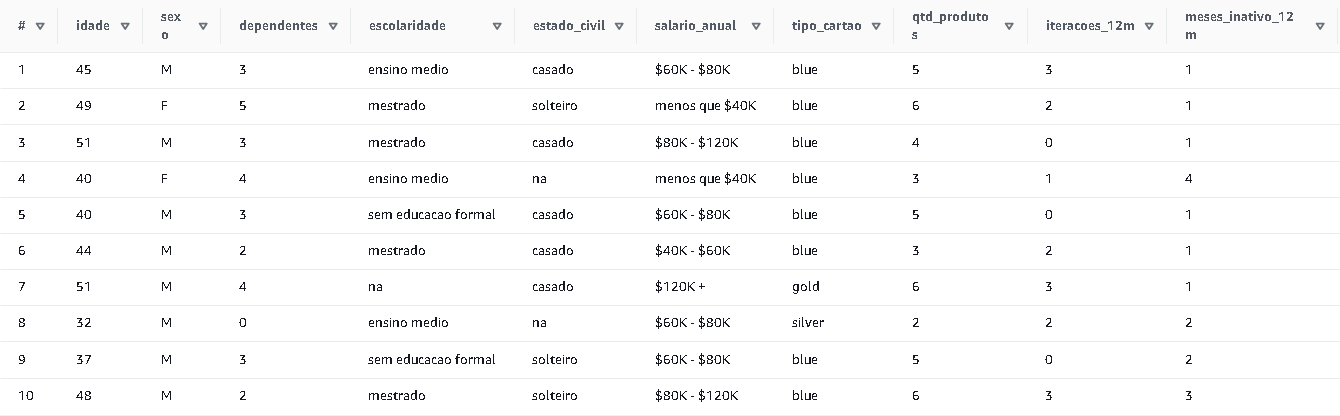 # idade sex o dependentes escolaridade estado_civil salario_anual tipo_cartao qtd_produto s iteracoes_12m meses_inativo_12 m
1 45 M 3 ensino medio casado $60K - $80K blue 5 3 1
2 49 F 5 mestrado solteiro menos que $40K blue 6 2 1
3 51 M 3 mestrado casado $80K - $120K blue 4 0 1
4 40 F 4 ensino medio na menos que $40K blue 3 1 4
5 40 M 3 sem educacao formal casado $60K - $80K blue 5 0 1
6 44 M 2 mestrado casado $40K - $60K blue 3 2 1
7 51 M 4 na casado $120K + gold 6 3 1
8 32 M 0 ensino medio na $60K - $80K silver 2 2 2
9 37 M 3 sem educacao formal solteiro $60K - $80K blue 5 0 2
10 48 M 2 mestrado solteiro $80K - $120K blue 6 3 3